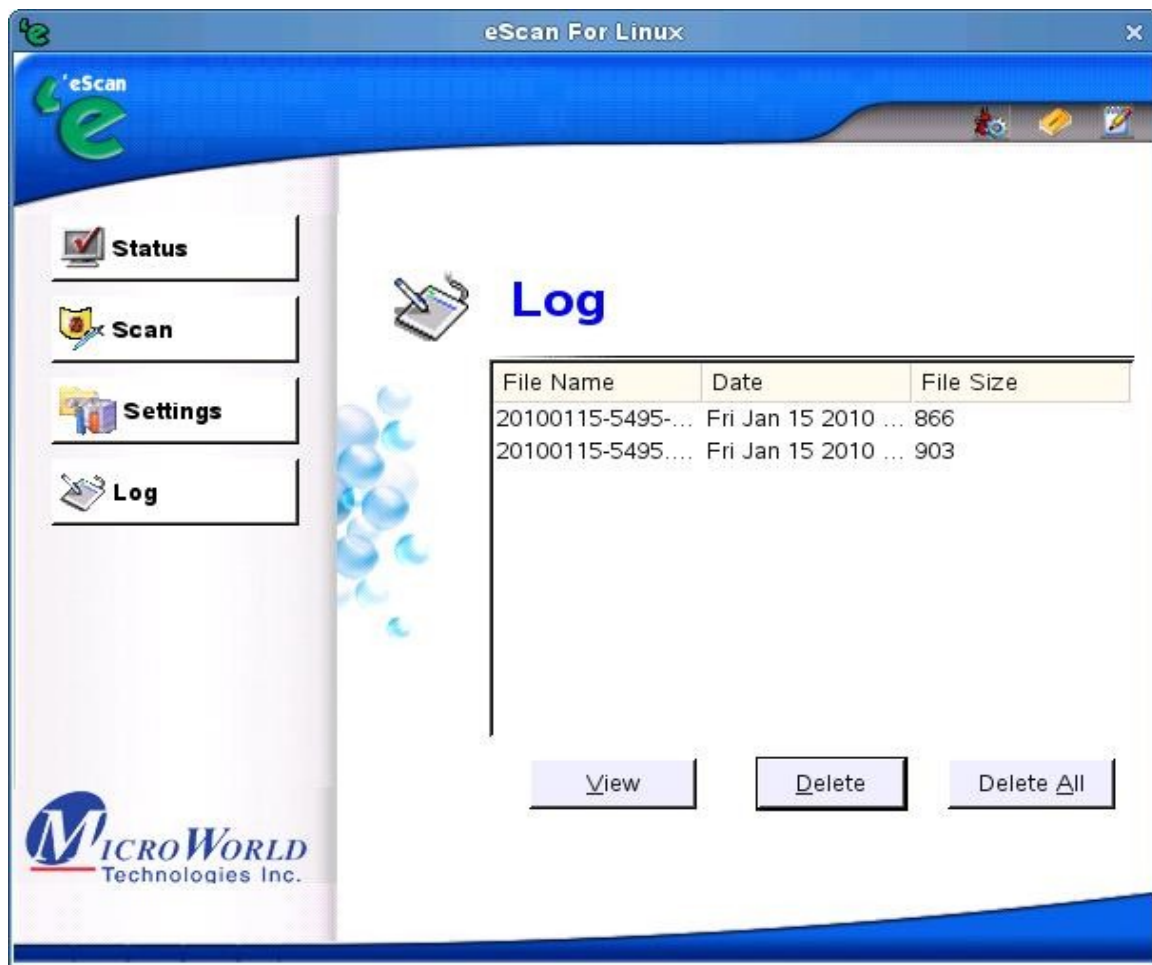 eScan For Linux
eScan
Status
Scan
Settings
Log
Log
File Name Date File Size
20100115-5495-... Fri Jan 15 2010 ... 866
20100115-5495.... Fri Jan 15 2010 ... 903
View Delete Delete All
MICROWORLD
Technologies Inc.